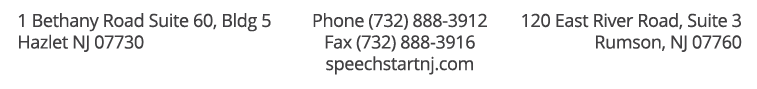 1 Bethany Road Suite 60, Bldg 5
Hazlet NJ 07730
Phone (732) 888-3912
Fax (732) 888-3916
speechstartnj.com
120 East River Road, Suite 3
Rumson, NJ 07760